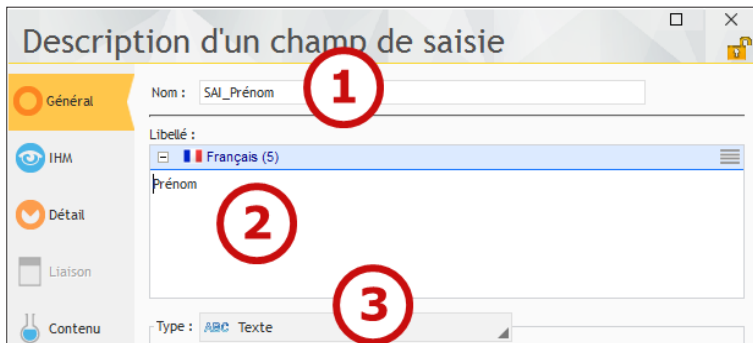 Description d'un champ de saisie
Général
Nom : SAI_Prénom
1
Libellé :
Français (5)
IHM
Prénom
2
Détail
Liaison
3
Contenu
Type : ABC Texte